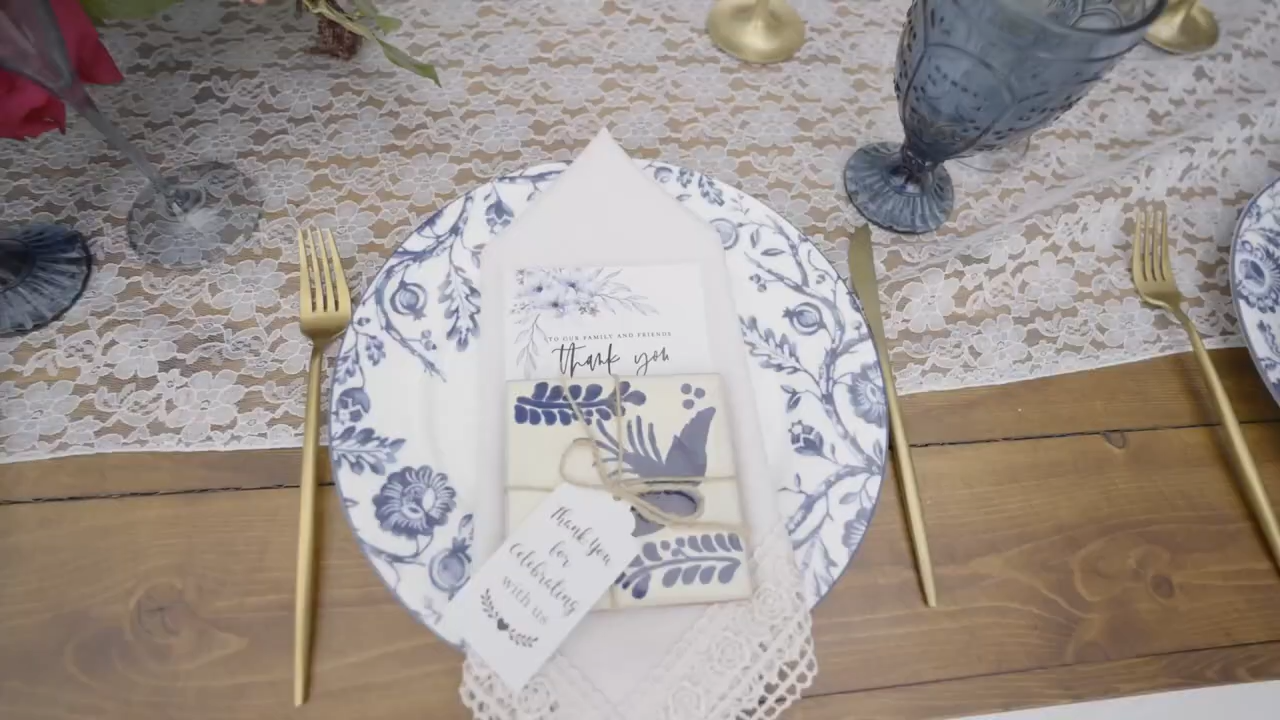 TO OUR FAMILY AND FRIENDS
thank you
Thank you
for
Celebrating
with us